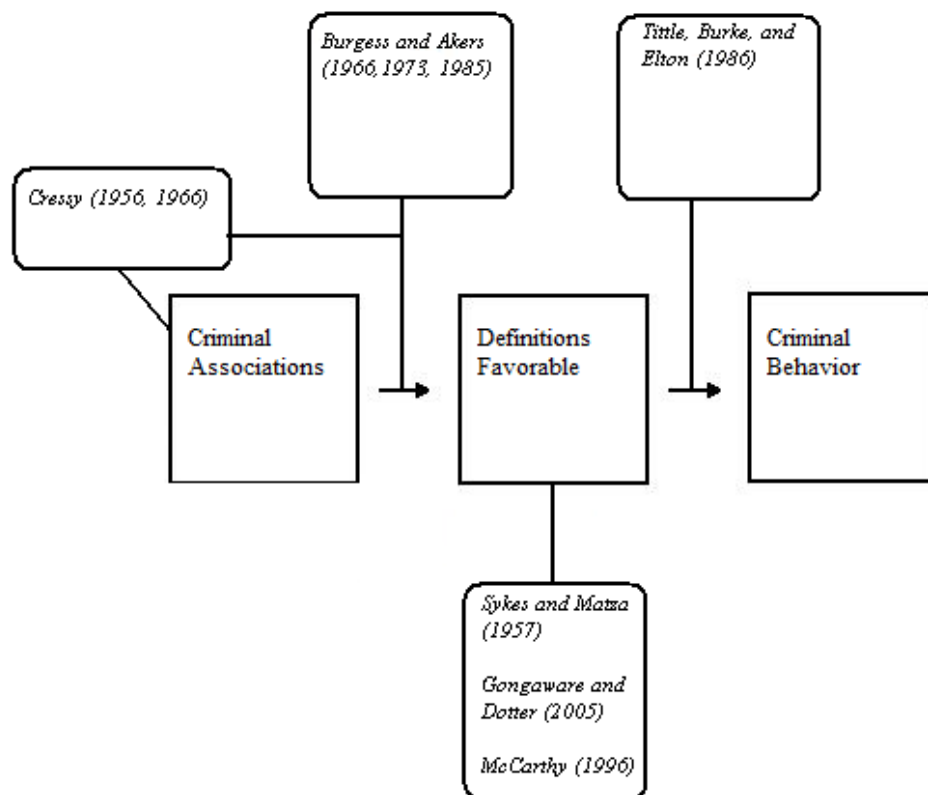 Burgess and Akers
(1966,1973, 1985)
Tittle, Burke, and
Elton (1986)
Cressy (1956, 1966)
Criminal
Associations
Definitions
Favorable
Criminal
Behavior
Sykes and Matza
(1957)
Gongaware and
Dotter (2005)
McCarthy (1996)